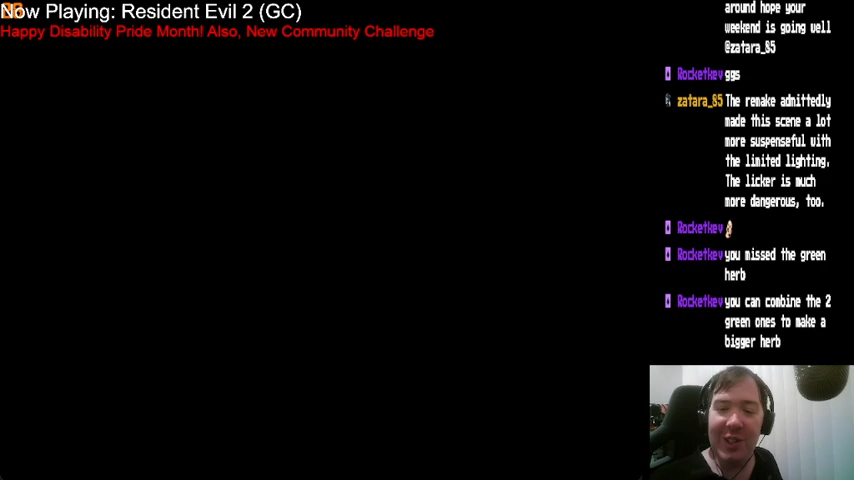 Now Playing: Resident Evil 2 (GC)
Happy Disability Pride Month! Also, New Community Challenge
around hope your
weekend is going well
@zatara_85
Rocketkev ggs
zatara_85 The remake admittedly
made this scene a lot
more suspenseful with
the limited lighting.
The licker is much
more dangerous, too.
Rocketkev
Rocketkev you missed the green
herb
Rocketkev you can combine the 2
green ones to make a
bigger herb